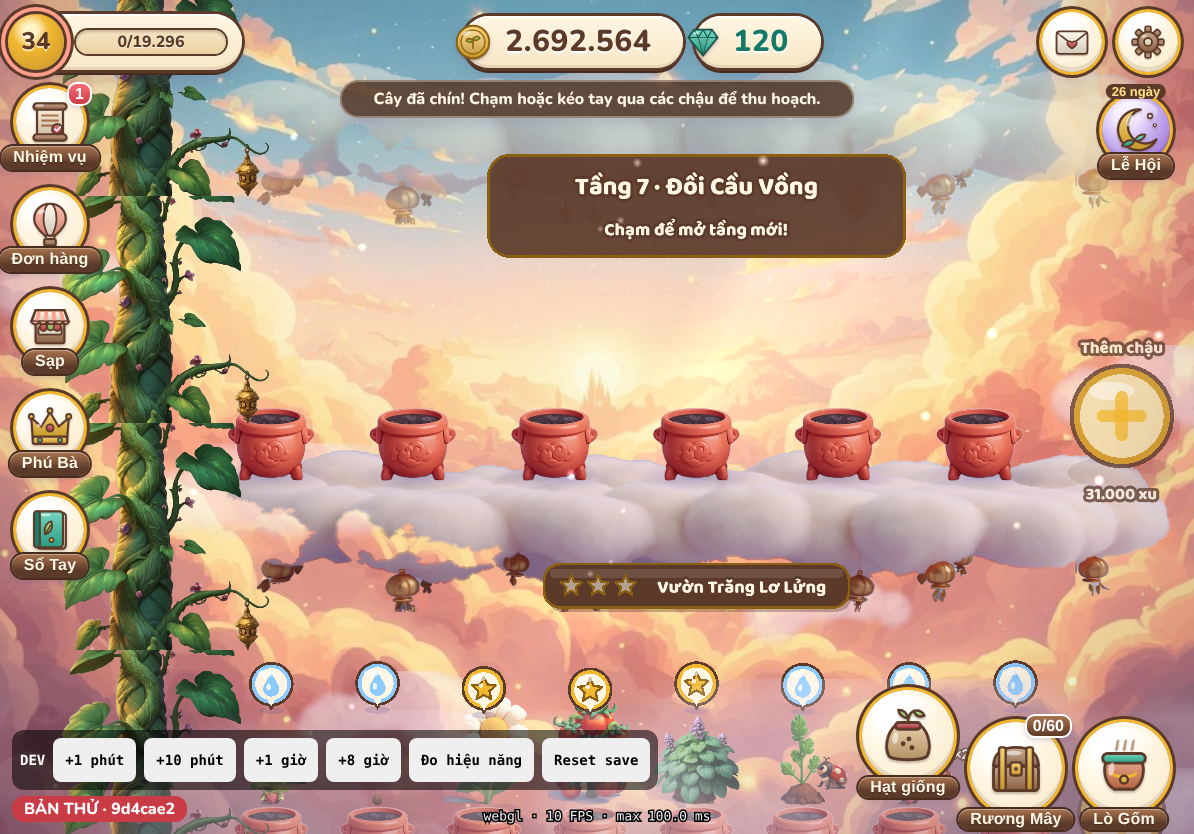 34
0/19.296
2.692.564
120
Cây đã chín! Chạm hoặc kéo tay qua các chậu để thu hoạch.
1
Nhiệm vụ
26 ngày
Lễ Hội
Tầng 7 · Đồi Cầu Vồng
Chạm để mở tầng mới!
Đơn hàng
Sạp
Thêm chậu
31.000 xu
Phú Bà
Sổ Tay
Vườn Trăng Lơ Lửng
0/60
DEV
+1 phút
+10 phút
+1 giờ
+8 giờ
Đo hiệu năng
Reset save
Hạt giống
Rương Mây
Lò Gốm
BẢN THỬ · 9d4cae2
webgl · 10 FPS · max 100.0 ms